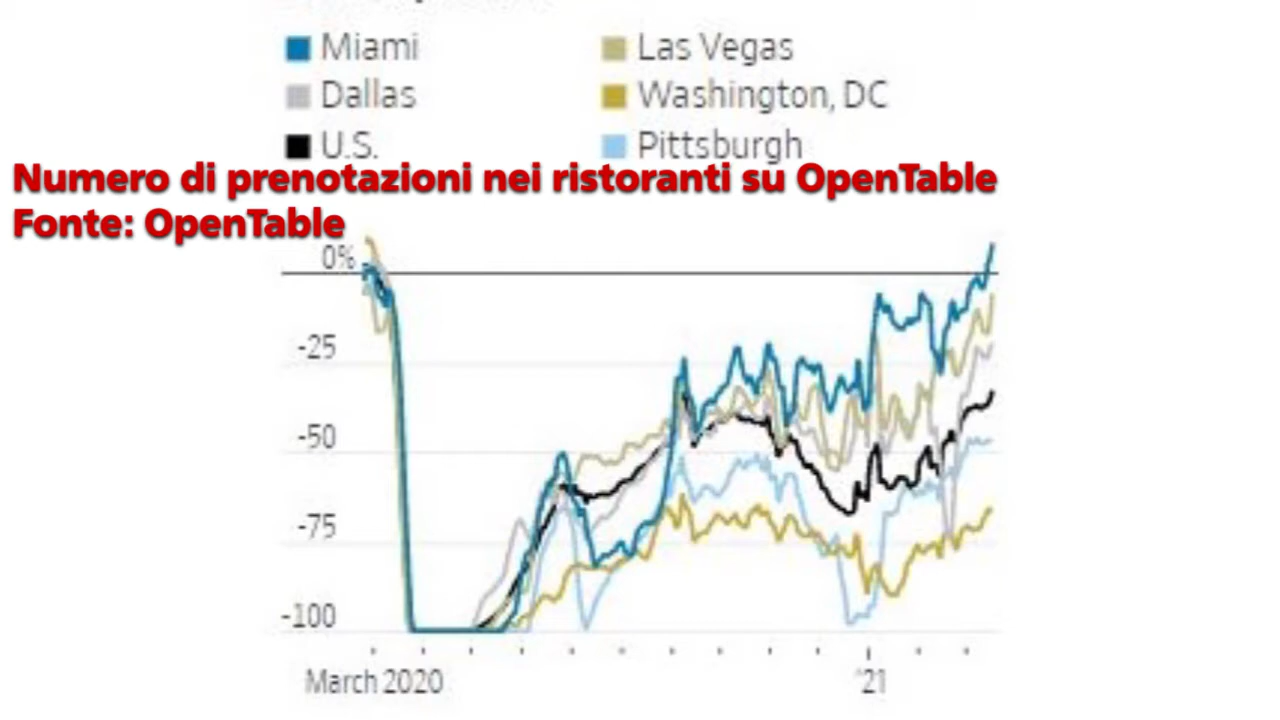 Miami
Las Vegas
Dallas
Washington, DC
U.S.
Pittsburgh
Numero di prenotazioni nei ristoranti su OpenTable
Fonte: OpenTable
0%
-25
-50
-75
-100
March 2020
'21